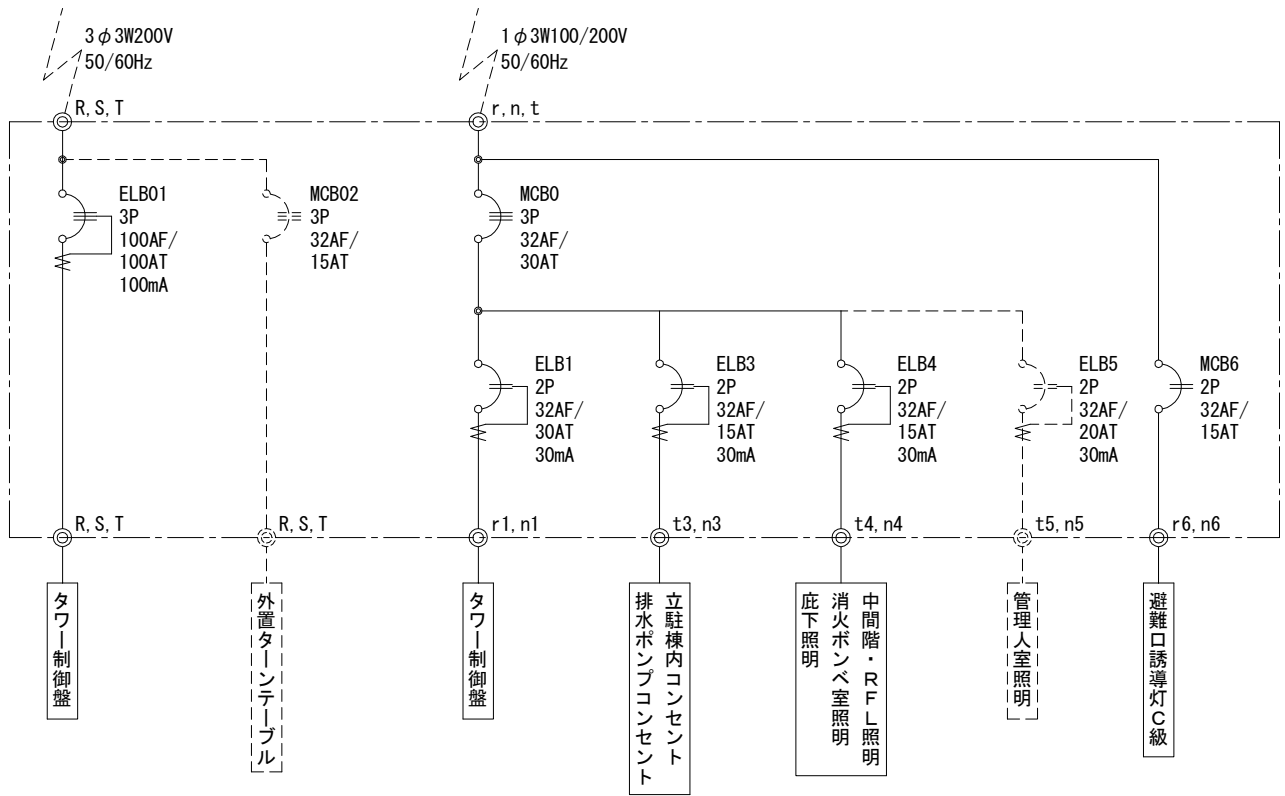 3φ3W200V
50/60Hz
1φ3W100/200V
50/60Hz
R,S,T
r,n,t
ELB01
3P
100AF/
100AT
100mA
MCB02
3P
32AF/
15AT
MCB0
3P
32AF/
30AT
ELB1
2P
32AF/
30AT
30mA
ELB3
2P
32AF/
15AT
30mA
ELB4
2P
32AF/
15AT
30mA
ELB5
2P
32AF/
20AT
30mA
MCB6
2P
32AF/
15AT
R,S,T
R,S,T
r1,n1
t3,n3
t4,n4
t5,n5
r6,n6
タワー制御盤
外置ターンテーブル
タワー制御盤
立駐棟内コンセント
排水ポンプコンセント
中間階・RFL照明
消火ボンベ室照明
庇下照明
管理人室照明
避難口誘導灯C級